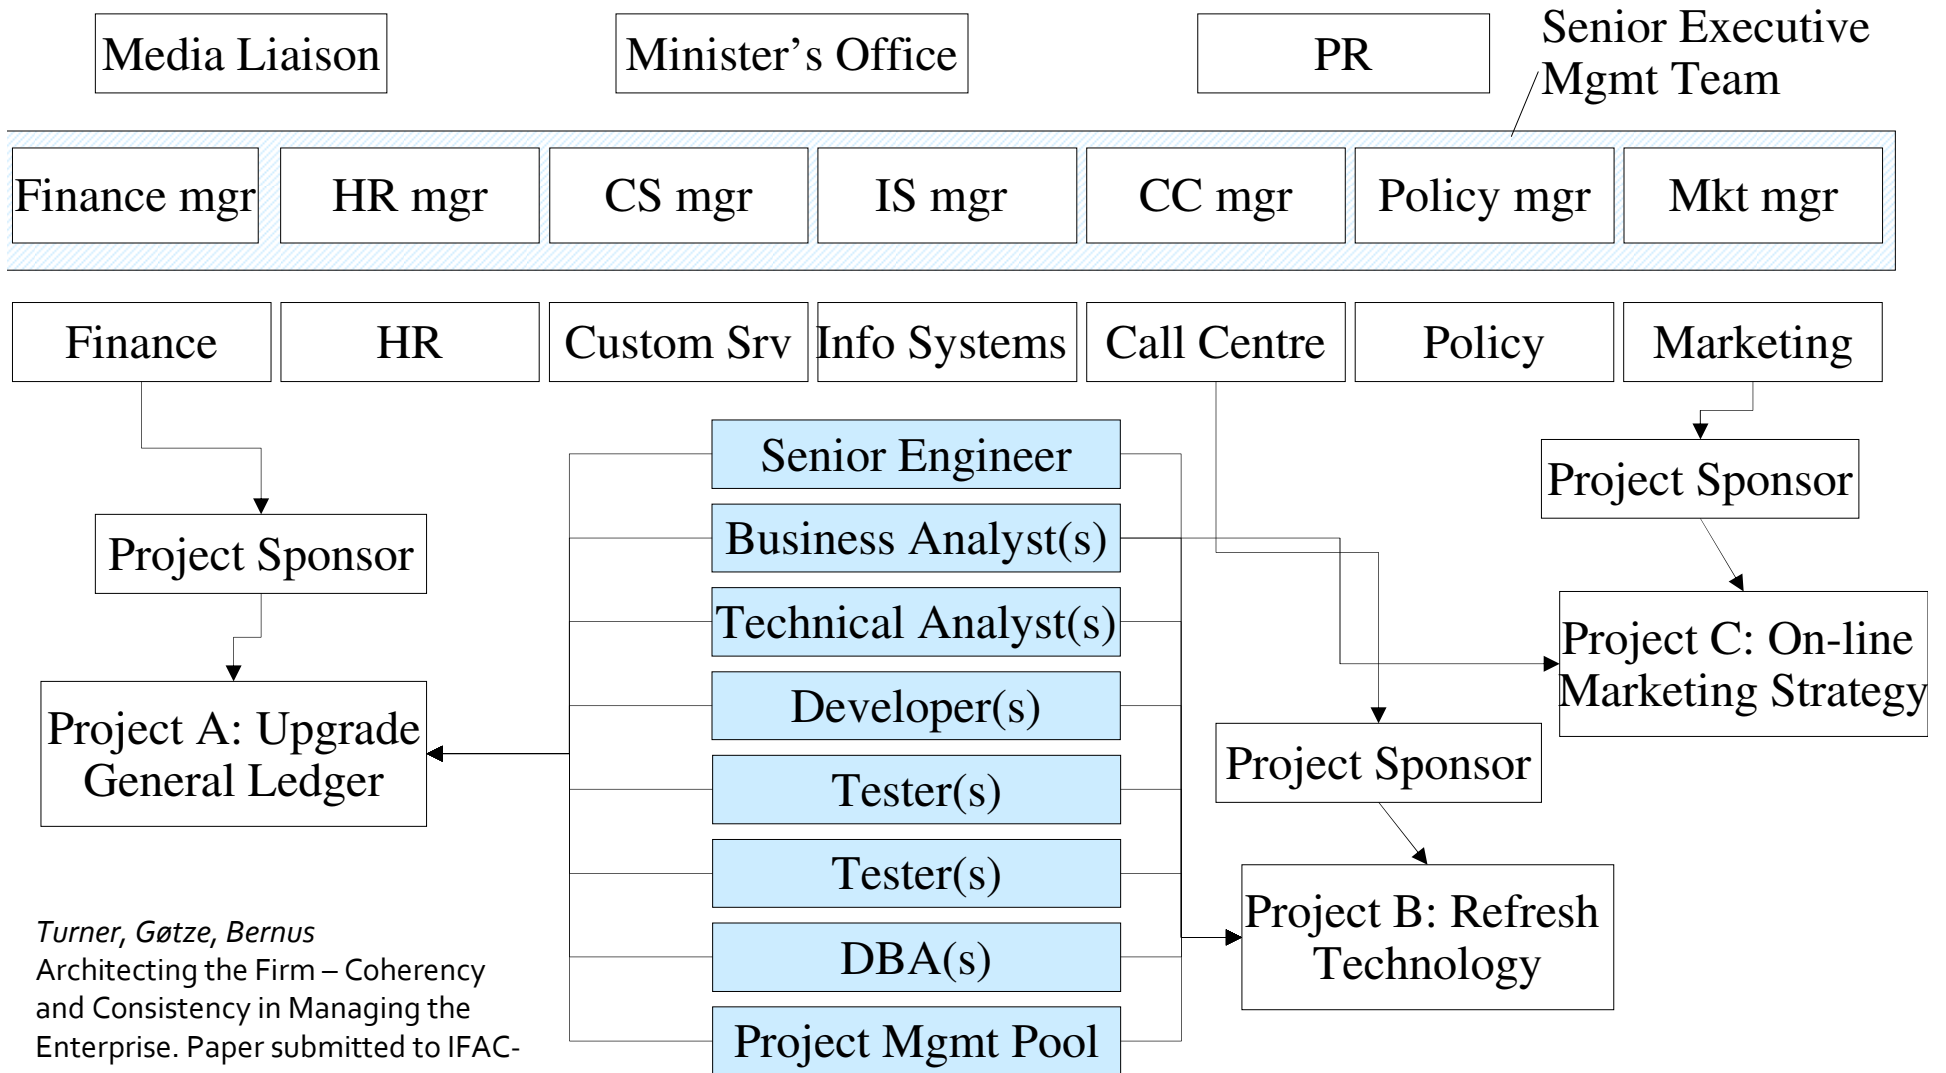 Media Liaison
Minister’s Office
PR
Senior Executive
Mgmt Team
Finance mgr
HR mgr
CS mgr
IS mgr
CC mgr
Policy mgr
Mkt mgr
Finance
HR
Custom Srv
Info Systems
Call Centre
Policy
Marketing
Senior Engineer
Business Analyst(s)
Technical Analyst(s)
Developer(s)
Tester(s)
Tester(s)
DBA(s)
Project Mgmt Pool
Project Sponsor
Project A: Upgrade
General Ledger
Project Sponsor
Project C: On-line
Marketing Strategy
Project Sponsor
Project B: Refresh
Technology
Turner, Gøtze, Bernus
Architecting the Firm – Coherency
and Consistency in Managing the
Enterprise. Paper submitted to IFAC-